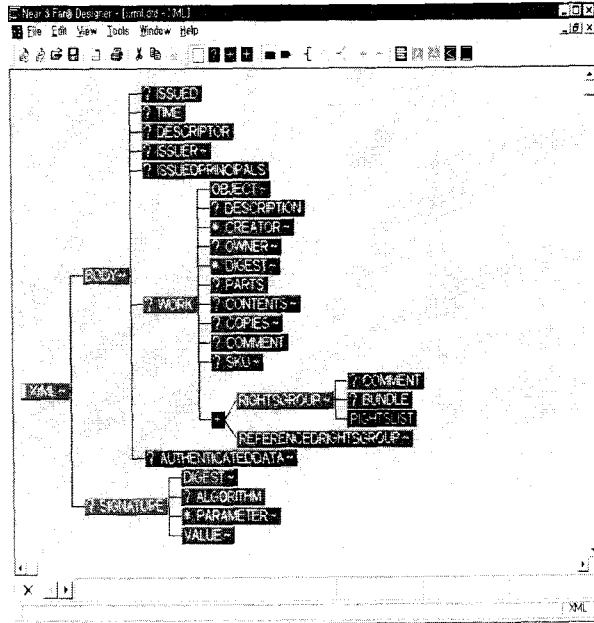 Near & Far® Designer - [xrml.dtd - XML]
File Edit View Tools Window Help
? ISSUED
? TIME
? DESCRIPTOR
? ISSUER
? ISSUEDPRINCIPALS
OBJECT
? DESCRIPTION
* CREATOR
? OWNER
* DIGEST
BODY
? PARTS
? WORK
? CONTENTS
? COPIES
? COMMENT
? SKU
? COMMENT
XrML
RIGHTSGROUP
? BUNDLE
RIGHTSLIST
REFERENCEDRIGHTSGROUP
? AUTHENTICATEDDATA
DIGEST
? ALGORITHM
? SIGNATURE
* PARAMETER
VALUE
XML